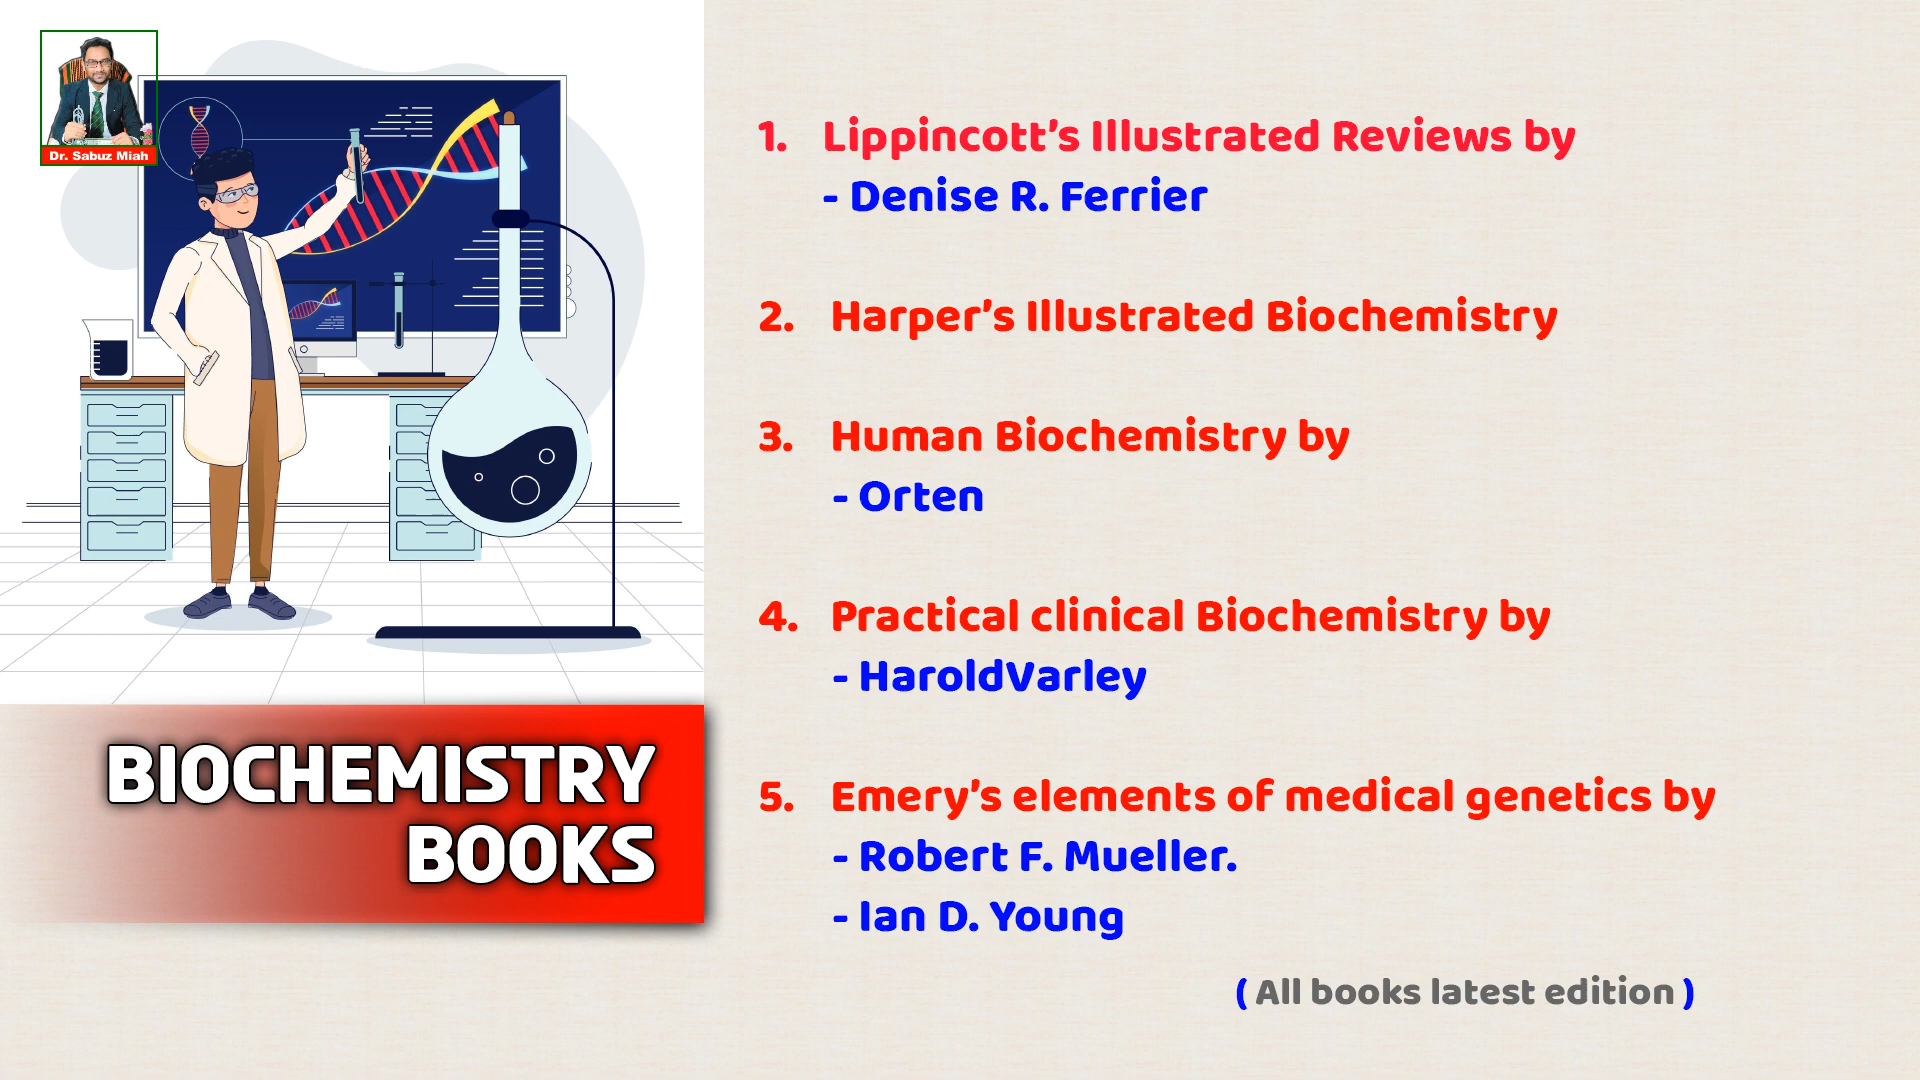 Dr. Sabuz Miah
BIOCHEMISTRY
BOOKS
1. Lippincott's Illustrated Reviews by
- Denise R. Ferrier
2. Harper's Illustrated Biochemistry
3. Human Biochemistry by
- Orten
4. Practical clinical Biochemistry by
- HaroldVarley
5. Emery's elements of medical genetics by
- Robert F. Mueller.
- Ian D. Young
( All books latest edition )